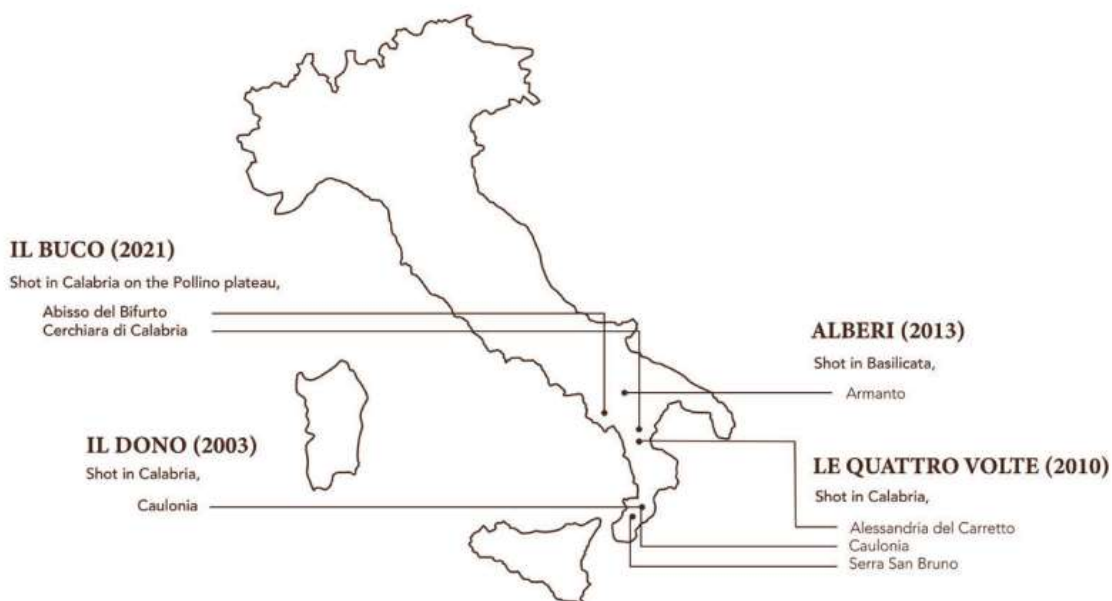 IL BUCO (2021)
Shot in Calabria on the Pollino plateau,
Abisso del Bifurto
Cerchiara di Calabria
ALBERI (2013)
Shot in Basilicata,
Armanto
IL DONO (2003)
Shot in Calabria,
Caulonia
LE QUATTRO VOLTE (2010)
Shot in Calabria,
Alessandria del Carretto
Caulonia
Serra San Bruno